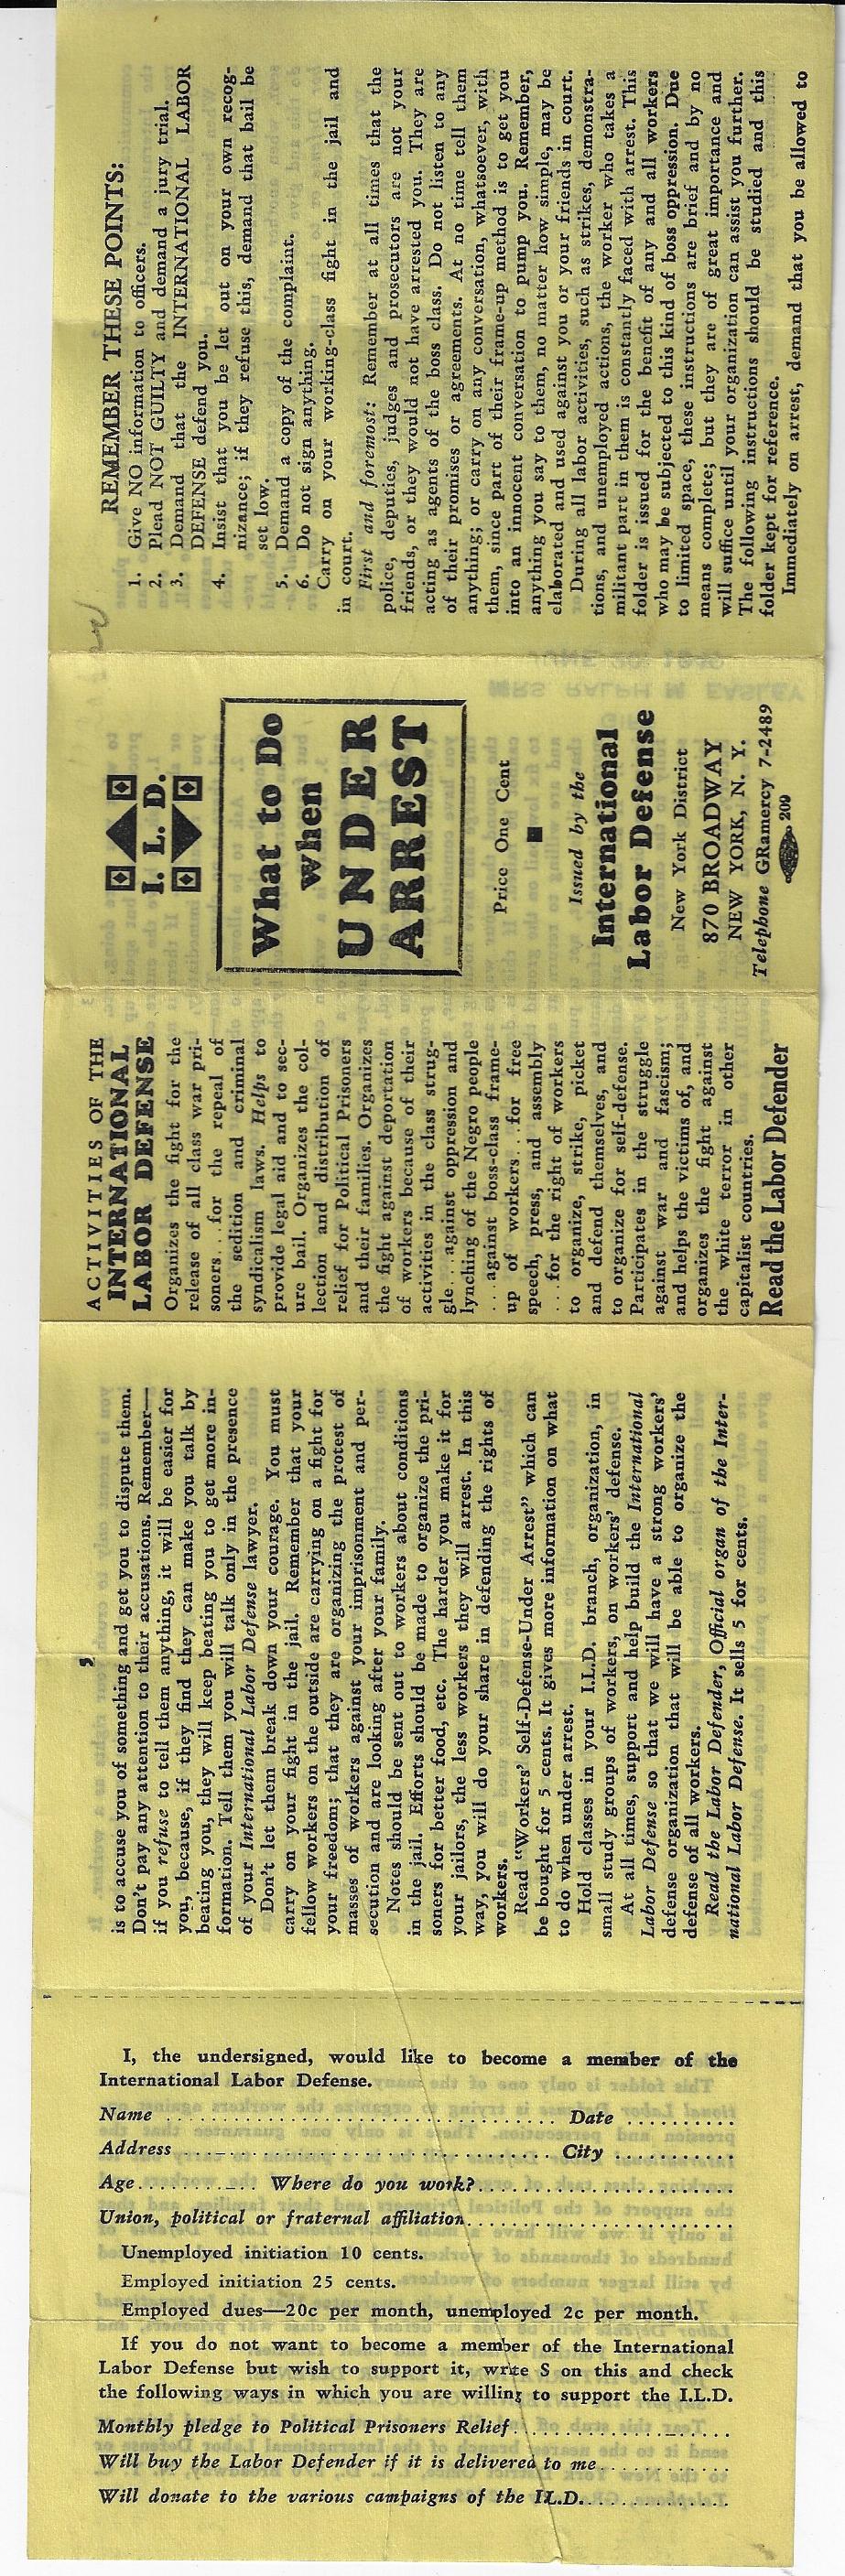 REMEMBER THESE POINTS:
1. Give NO information to officers.
2. Plead NOT GUILTY and demand a jury trial.
3. Demand that the INTERNATIONAL LABOR
DEFENSE defend you.
4. Insist that you be let out on your own recog-
nizance; if they refuse this, demand that bail be
set low.
5. Demand a copy of the complaint.
6. Do not sign anything.
Carry on your working-class fight in the jail and
in court.
First and foremost: Remember at all times that the
police, deputies, judges and prosecutors are not your
friends, or they would not have arrested you. They are
acting as agents of the boss class. Do not listen to any
of their promises or agreements. At no time tell them
anything; or carry on any conversation, whatsoever, with
them, since part of their frame-up method is to get you
into an innocent conversation to pump you. Remember,
anything you say to them, no matter how simple, may be
elaborated and used against you or your friends in court.
During all labor activities, such as strikes, demonstra-
tions, and unemployed actions, the worker who takes a
militant part in them is constantly faced with arrest. This
folder is issued for the benefit of any and all workers
who may be subjected to this kind of boss oppression. Due
to limited space, these instructions are brief and by no
means complete; but they are of great importance and
will suffice until your organization can assist you further.
The following instructions should be studied and this
folder kept for reference.
Immediately on arrest, demand that you be allowed to
I. L. D.
What to Do
when
UNDER
ARREST
Price One Cent
Issued by the
International
Labor Defense
New York District
870 BROADWAY
NEW YORK, N. Y.
Telephone GRamercy 7-2489
209
ACTIVITIES OF THE
INTERNATIONAL
LABOR DEFENSE
Organizes the fight for the
release of all class war pri-
soners...for the repeal of
the sedition and criminal
syndicalism laws. Helps to
provide legal aid and to sec-
ure bail. Organizes the col-
lection and distribution of
relief for Political Prisoners
and their families. Organizes
the fight against deportation
of workers because of their
activities in the class strug-
gle...against oppression and
lynching of the Negro people
...against boss-class frame-
up of workers...for free
speech, press, and assembly
...for the right of workers
to organize, strike, picket
and defend themselves, and
to organize for self-defense.
Participates in the struggle
against war and fascism;
and helps the victims of, and
organizes the fight against
the white terror in other
capitalist countries.
Read the Labor Defender
5
is to accuse you of something and get you to dispute them.
Don't pay any attention to their accusations. Remember—
if you refuse to tell them anything, it will be easier for
you, because, if they find they can make you talk by
beating you, they will keep beating you to get more in-
formation. Tell them you will talk only in the presence
of your International Labor Defense lawyer.
Don't let them break down your courage. You must
carry on your fight in the jail. Remember that your
fellow workers on the outside are carrying on a fight for
your freedom; that they are organizing the protest of
masses of workers against your imprisonment and per-
secution and are looking after your family.
Notes should be sent out to workers about conditions
in the jail. Efforts should be made to organize the pri-
soners for better food, etc. The harder you make it for
your jailors, the less workers they will arrest. In this
way, you will do your share in defending the rights of
workers.
Read "Workers' Self-Defense-Under Arrest" which can
be bought for 5 cents. It gives more information on what
to do when under arrest.
Hold classes in your I.L.D. branch, organization, in
small study groups of workers, on workers' defense.
At all times, support and help build the International
Labor Defense so that we will have a strong workers'
defense organization that will be able to organize the
defense of all workers.
Read the Labor Defender, Official organ of the Inter-
national Labor Defense. It sells 5 for cents.
I, the undersigned, would like to become a member of the
International Labor Defense.
Name ........................................ Date ..........
Address .................................. City ...........
Age........... Where do you work?.......................
Union, political or fraternal affiliation........................
Unemployed initiation 10 cents.
Employed initiation 25 cents.
Employed dues—20c per month, unemployed 2c per month.
If you do not want to become a member of the International
Labor Defense but wish to support it, write S on this and check
the following ways in which you are willing to support the I.L.D.
Monthly pledge to Political Prisoners Relief....................
Will buy the Labor Defender if it is delivered to me............
Will donate to the various campaigns of the I.L.D..............